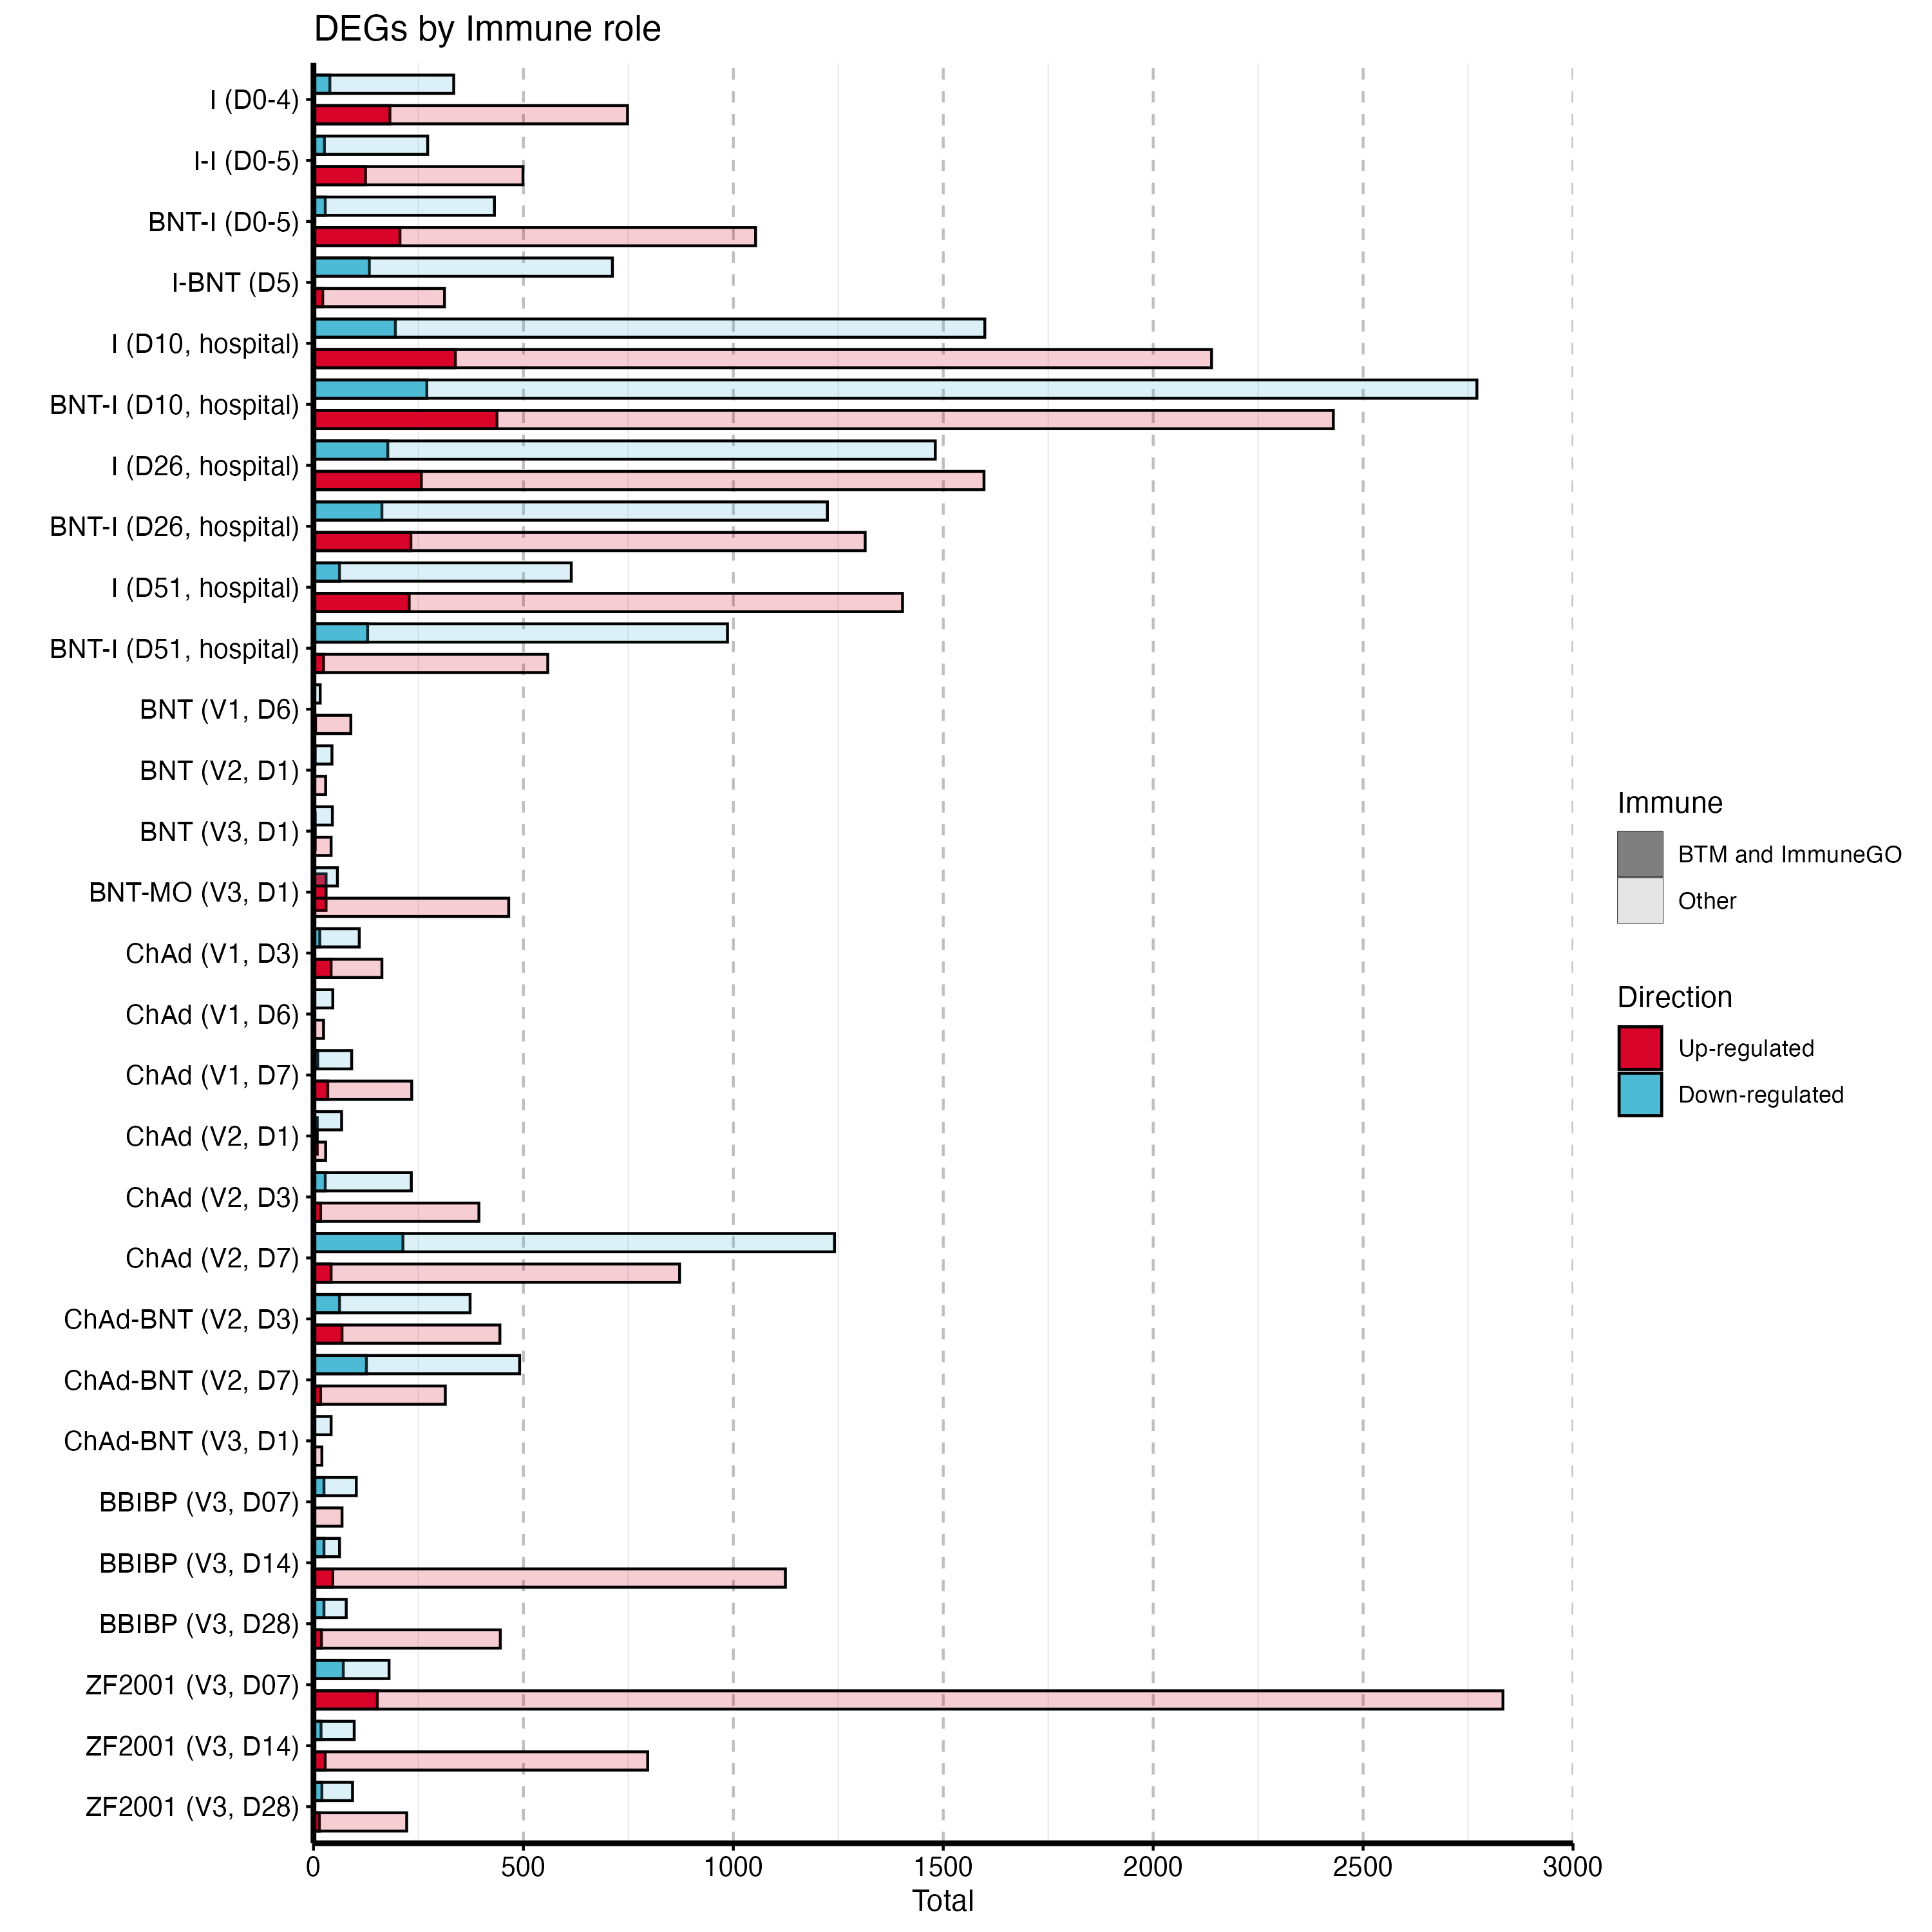 DEGs by Immune role
I (D0-4)
I-I (D0-5)
BNT-I (D0-5)
I-BNT (D5)
I (D10, hospital)
BNT-I (D10, hospital)
I (D26, hospital)
BNT-I (D26, hospital)
I (D51, hospital)
BNT-I (D51, hospital)
BNT (V1, D6)
BNT (V2, D1)
BNT (V3, D1)
BNT-MO (V3, D1)
ChAd (V1, D3)
ChAd (V1, D6)
ChAd (V1, D7)
ChAd (V2, D1)
ChAd (V2, D3)
ChAd (V2, D7)
ChAd-BNT (V2, D3)
ChAd-BNT (V2, D7)
ChAd-BNT (V3, D1)
BBIBP (V3, D07)
BBIBP (V3, D14)
BBIBP (V3, D28)
ZF2001 (V3, D07)
ZF2001 (V3, D14)
ZF2001 (V3, D28)
0 500 1000 1500 2000 2500 3000
Total
Immune
BTM and ImmuneGO
Other
Direction
Up-regulated
Down-regulated